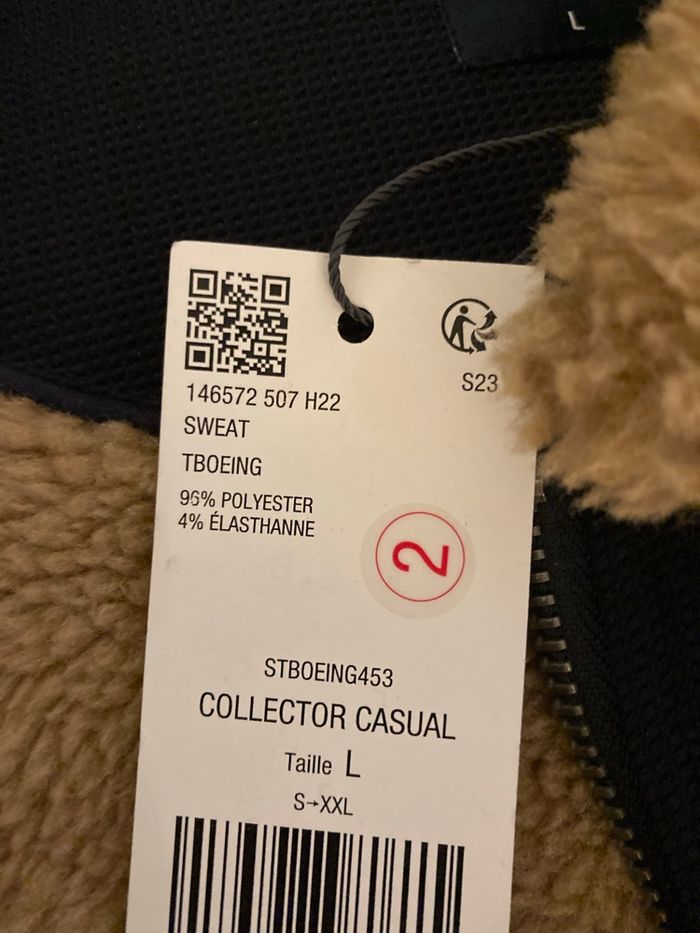 L
S23
146572 507 H22
SWEAT
TBOEING
96% POLYESTER
4% ÉLASTHANNE
2
STBOEING453
COLLECTOR CASUAL
Taille L
S→XXL